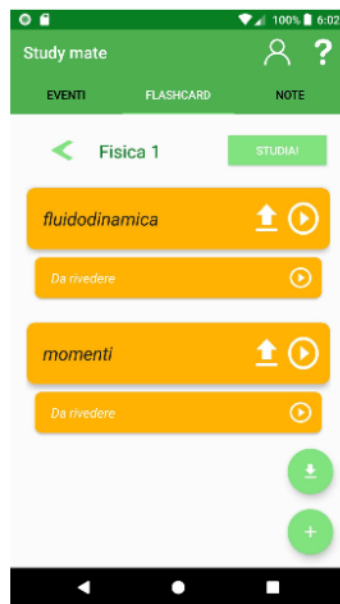 100% 6:02
Study mate
?
EVENTI FLASHCARD NOTE
Fisica 1 STUDIA!
fluidodinamica
Da rivedere
momenti
Da rivedere